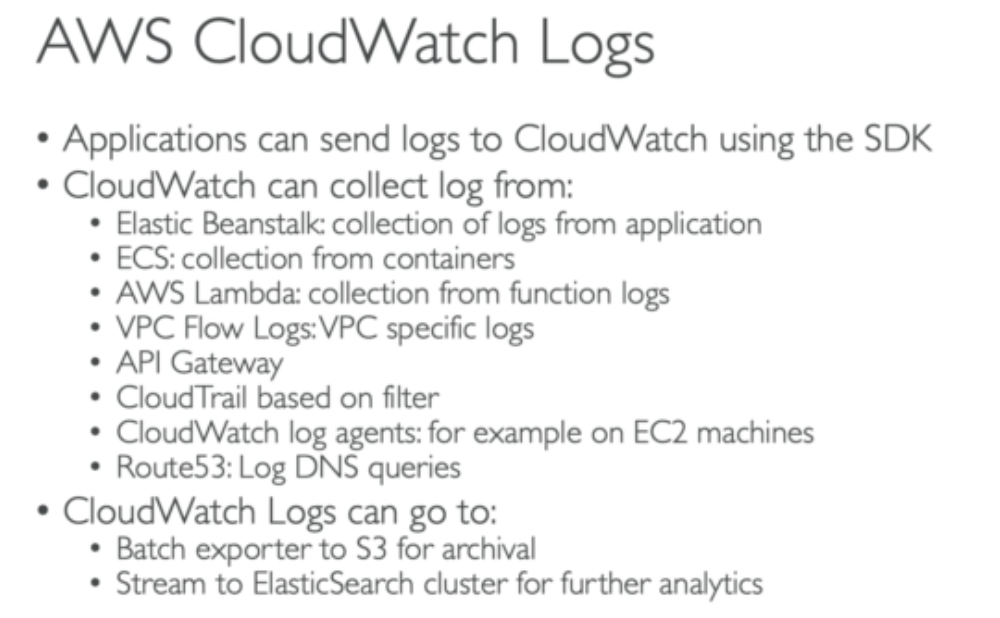 AWS CloudWatch Logs
• Applications can send logs to CloudWatch using the SDK
• CloudWatch can collect log from:
• Elastic Beanstalk: collection of logs from application
• ECS: collection from containers
• AWS Lambda: collection from function logs
• VPC Flow Logs: VPC specific logs
• API Gateway
• CloudTrail based on filter
• CloudWatch log agents: for example on EC2 machines
• Route53: Log DNS queries
• CloudWatch Logs can go to:
• Batch exporter to S3 for archival
• Stream to ElasticSearch cluster for further analytics